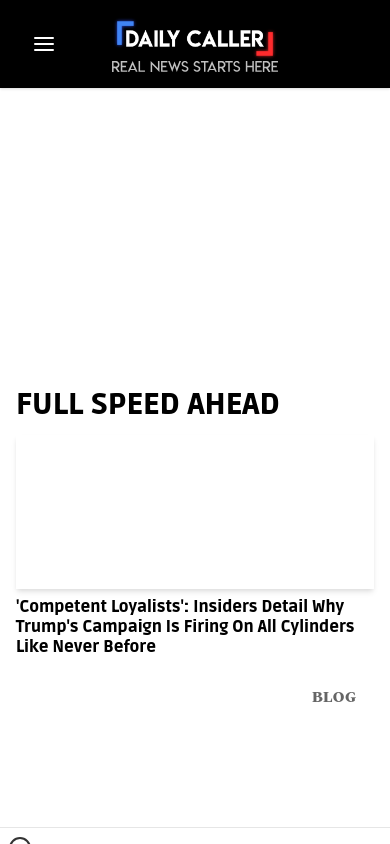 DAILY CALLER
REAL NEWS STARTS HERE
FULL SPEED AHEAD
'Competent Loyalists': Insiders Detail Why
Trump's Campaign Is Firing On All Cylinders
Like Never Before
BLOG